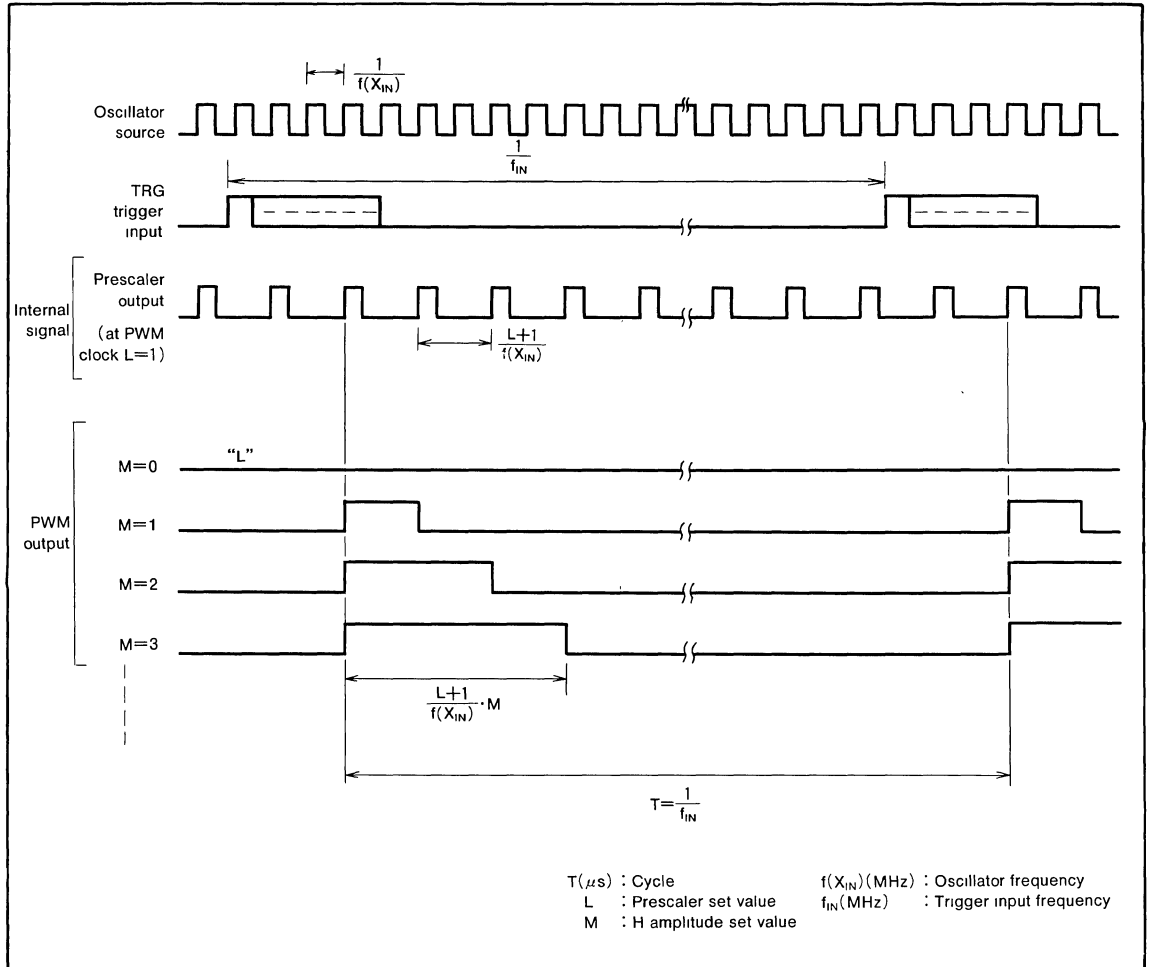 1
f(XIN)
Oscillator
source
1
fIN
TRG
trigger
input
Internal
signal
Prescaler
output
(at PWM
clock L=1)
L+1
f(XIN)
PWM
output
M=0
"L"
M=1
M=2
M=3
L+1
f(XIN) ·M
T=1
fIN
T(μs) : Cycle
L : Prescaler set value
M : H amplitude set value
f(XIN)(MHz) : Oscillator frequency
fIN(MHz) : Trigger input frequency